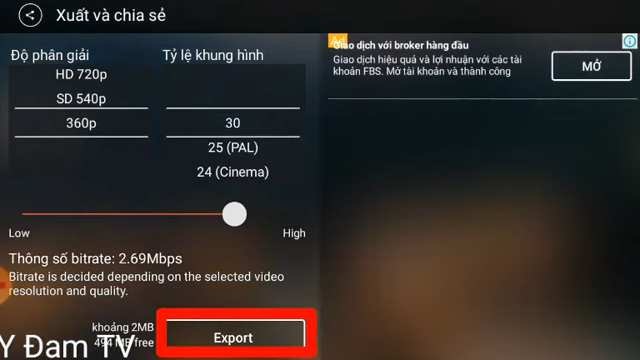 Xuất và chia sẻ
Độ phân giải
Tỷ lệ khung hình
HD 720p
SD 540p
360p
30
25 (PAL)
24 (Cinema)
Low
High
Thông số bitrate: 2.69Mbps
Bitrate is decided depending on the selected video
resolution and quality.
khoảng 2MB
494 MB free
Export
Y Đam TV
Ad
Giao dịch với broker hàng đầu
Giao dịch hiệu quả và lợi nhuận với các tài
khoản FBS. Mở tài khoản và thành công
MỞ